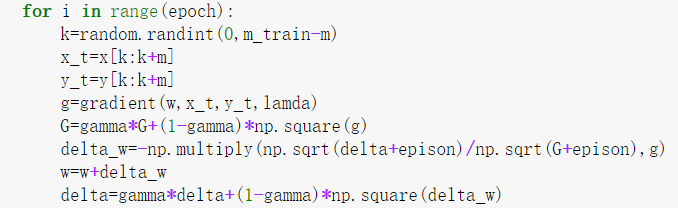 for i in range(epoch):
k=random.randint(0,m_train-m)
x_t=x[k:k+m]
y_t=y[k:k+m]
g=gradient(w,x_t,y_t,lamda)
G=gamma*G+(1-gamma)*np.square(g)
delta_w=-np.multiply(np.sqrt(delta+epison)/np.sqrt(G+epison),g)
w=w+delta_w
delta=gamma*delta+(1-gamma)*np.square(delta_w)